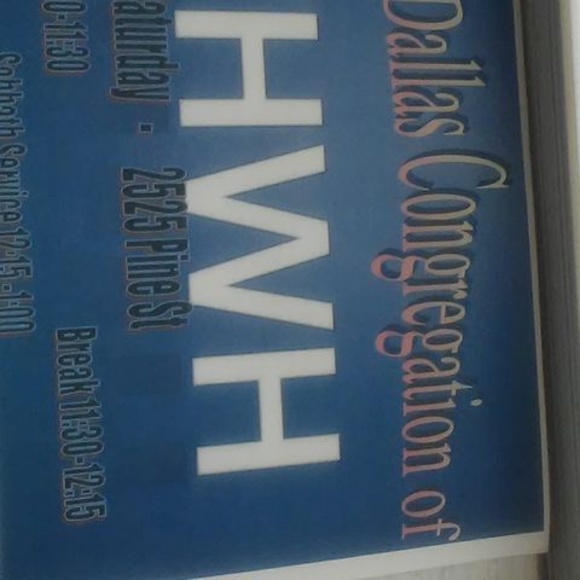 Dallas Congregation of
HWH
aturday - 2525 Pine St
0-11:30 Break 11:30-12:15
Sabbath Service 12:15-1:00